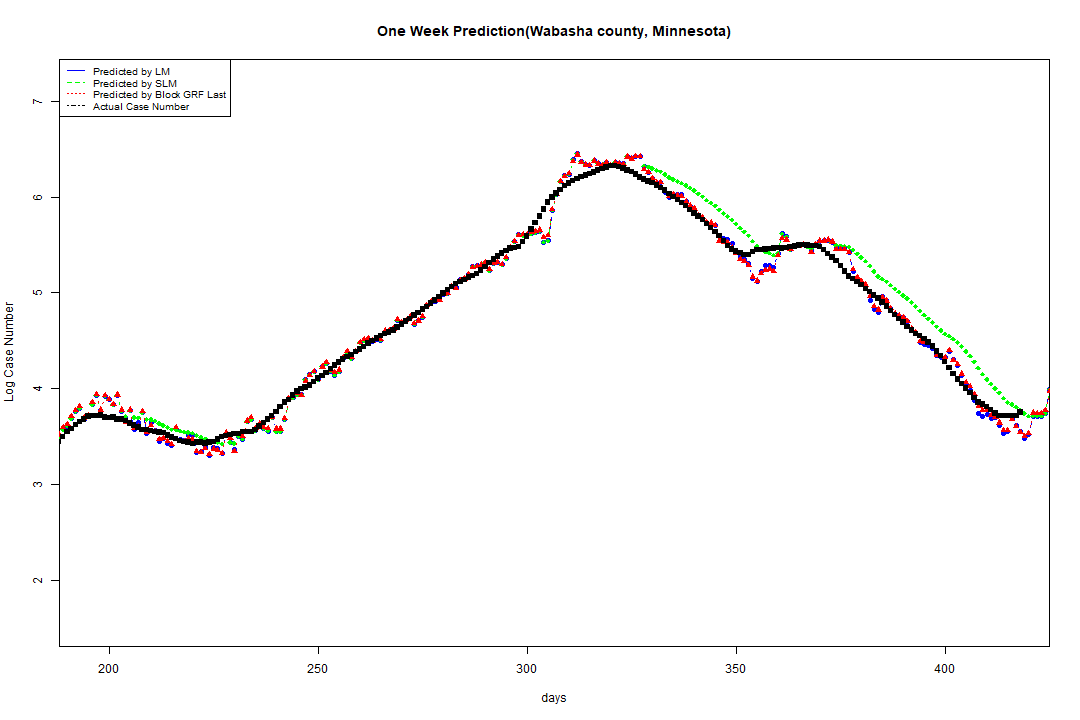 One Week Prediction(Wabasha county, Minnesota)
Predicted by LM
Predicted by SLM
Predicted by Block GRF Last
Actual Case Number
7
6
5
4
3
2
Log Case Number
200 250 300 350 400
days